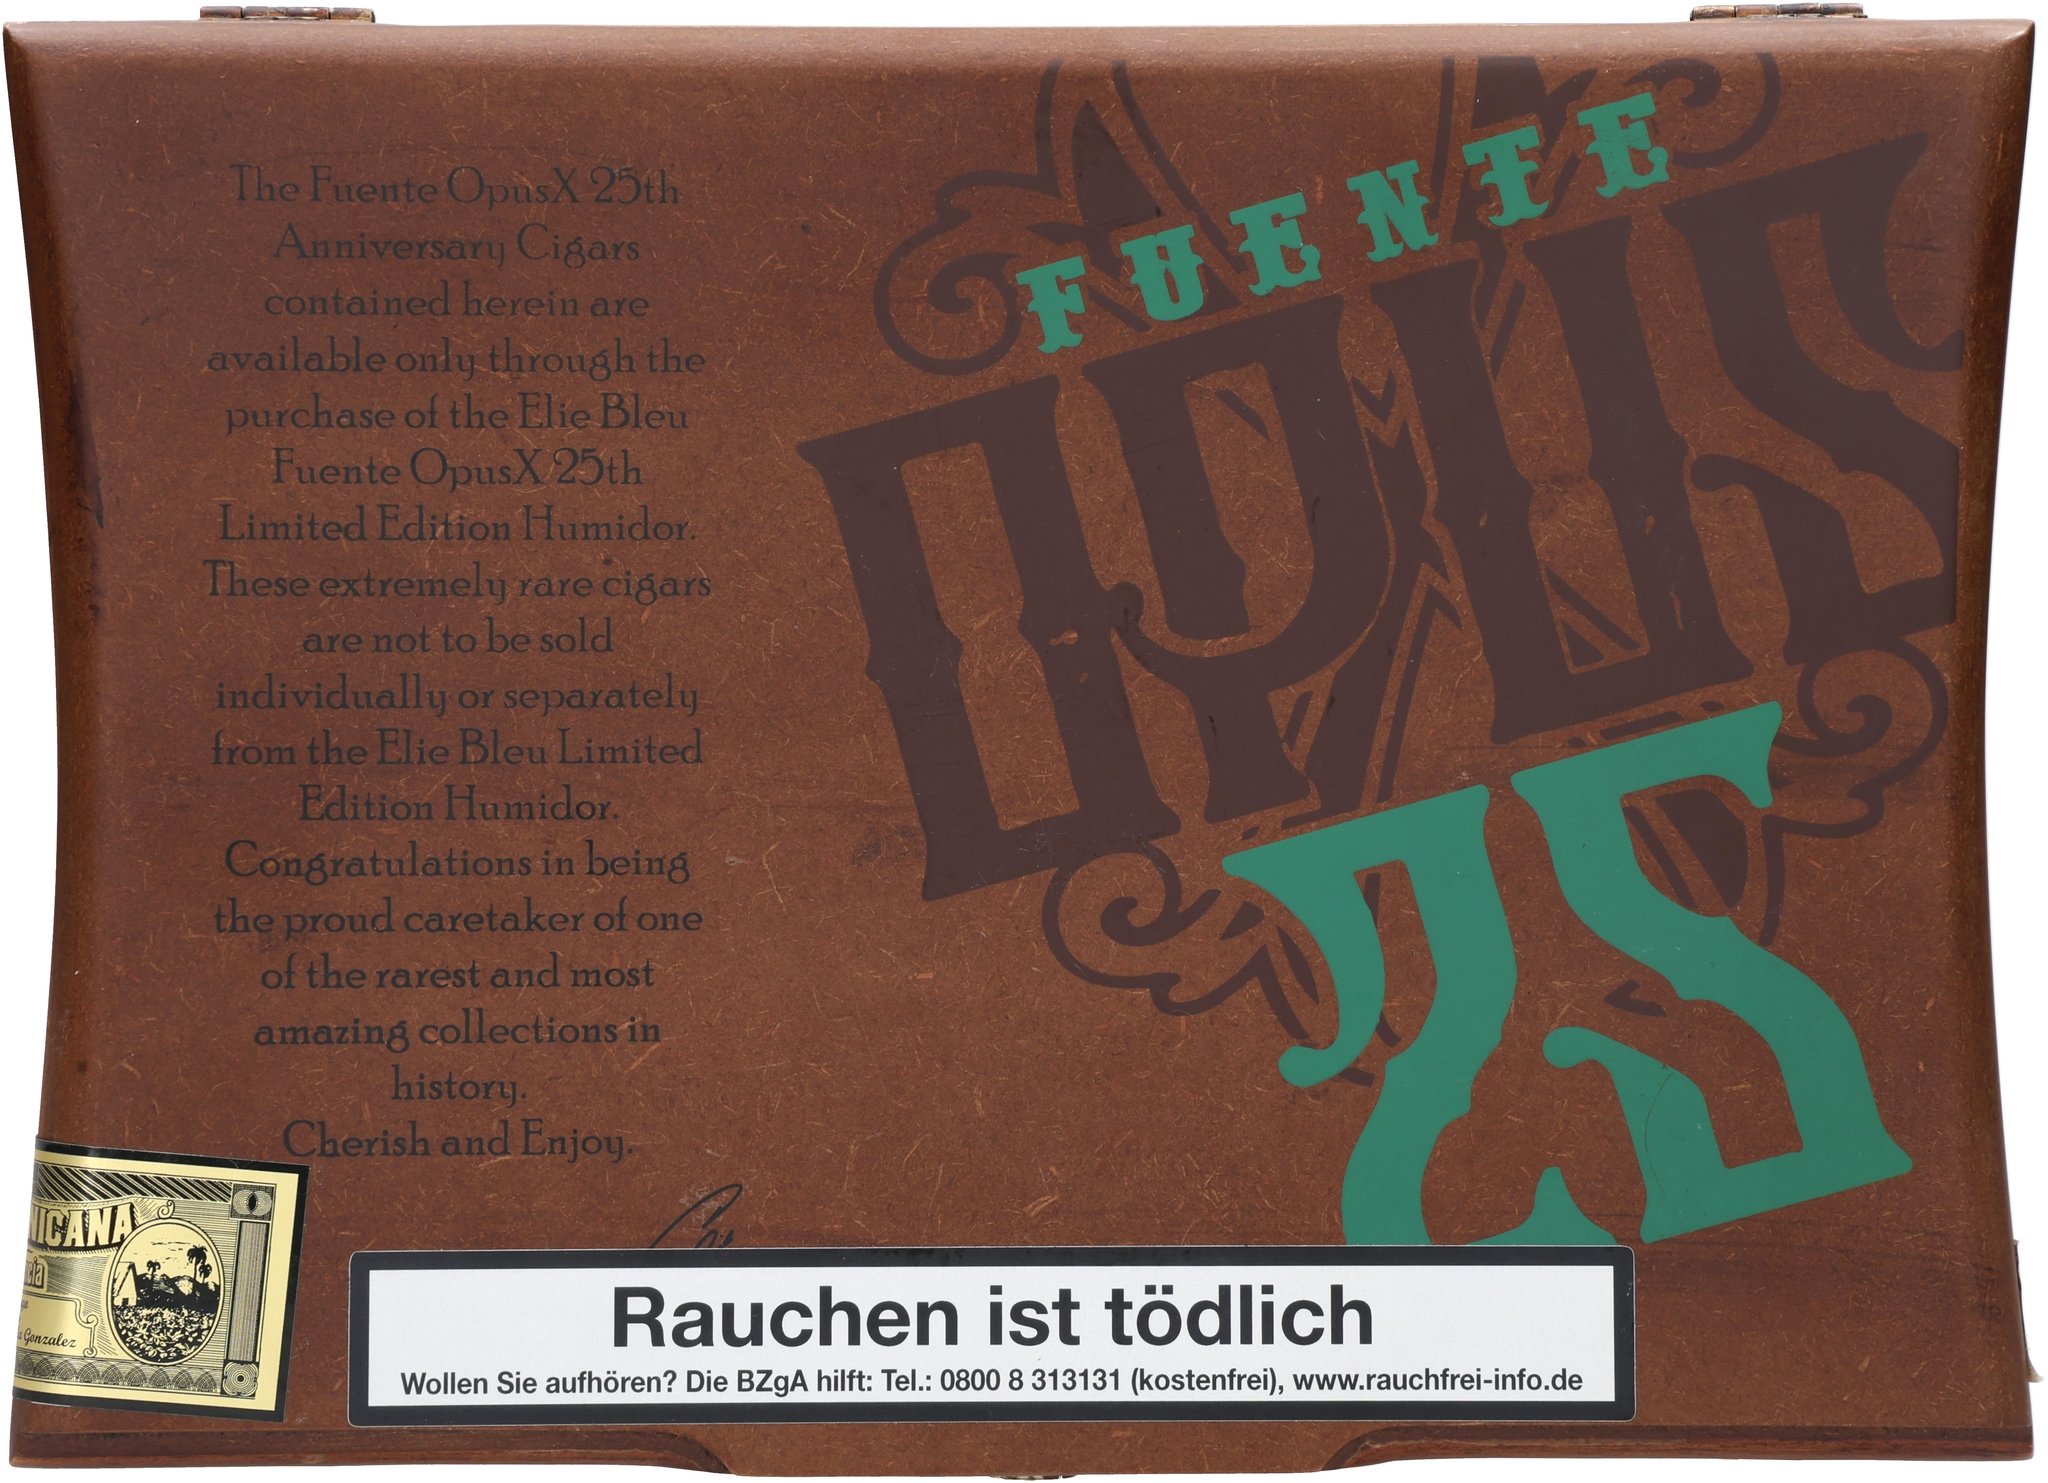 The Fuente OpusX 25th
Anniversary Cigars
contained herein are
available only through the
purchase of the Elie Bleu
Fuente OpusX 25th
Limited Edition Humidor.
These extremely rare cigars
are not to be sold
individually or separately
from the Elie Bleu Limited
Edition Humidor.
Congratulations in being
the proud caretaker of one
of the rarest and most
amazing collections in
history.
Cherish and Enjoy.
FUENTE
OPUS
25
Gonzalez
Rauchen ist tödlich
Wollen Sie aufhören? Die BZgA hilft: Tel.: 0800 8 313131 (kostenfrei), www.rauchfrei-info.de